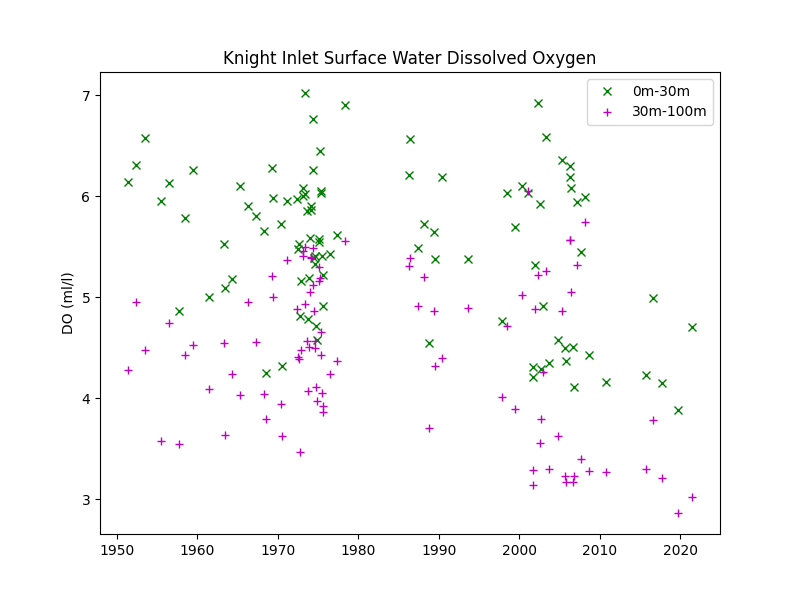 Knight Inlet Surface Water Dissolved Oxygen
0m-30m
30m-100m
DO (ml/l)
7
6
5
4
3
1950 1960 1970 1980 1990 2000 2010 2020